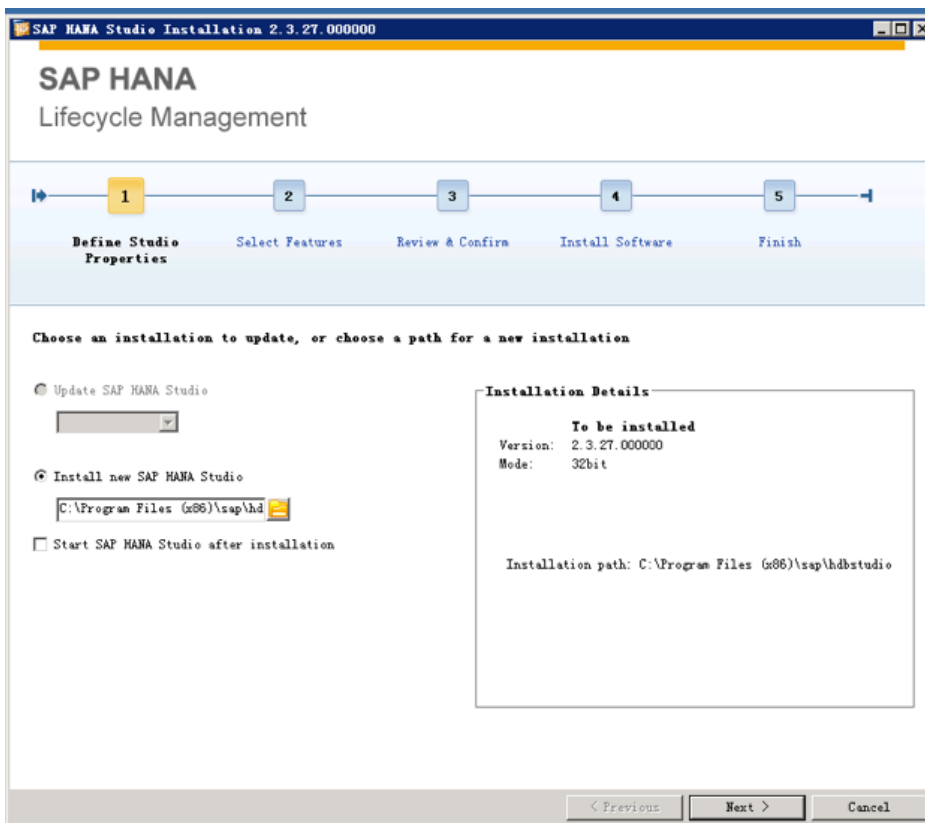 SAP HANA Studio Installation 2.3.27.000000
SAP HANA
Lifecycle Management
1 2 3 4 5
Define Studio Properties
Select Features
Review & Confirm
Install Software
Finish
Choose an installation to update, or choose a path for a new installation
Update SAP HANA Studio
Install new SAP HANA Studio
C:\Program Files (x86)\sap\hd
Start SAP HANA Studio after installation
Installation Details
To be installed
Version: 2.3.27.000000
Mode: 32bit
Installation path: C:\Program Files (x86)\sap\hdbstudio
< Previous Next > Cancel